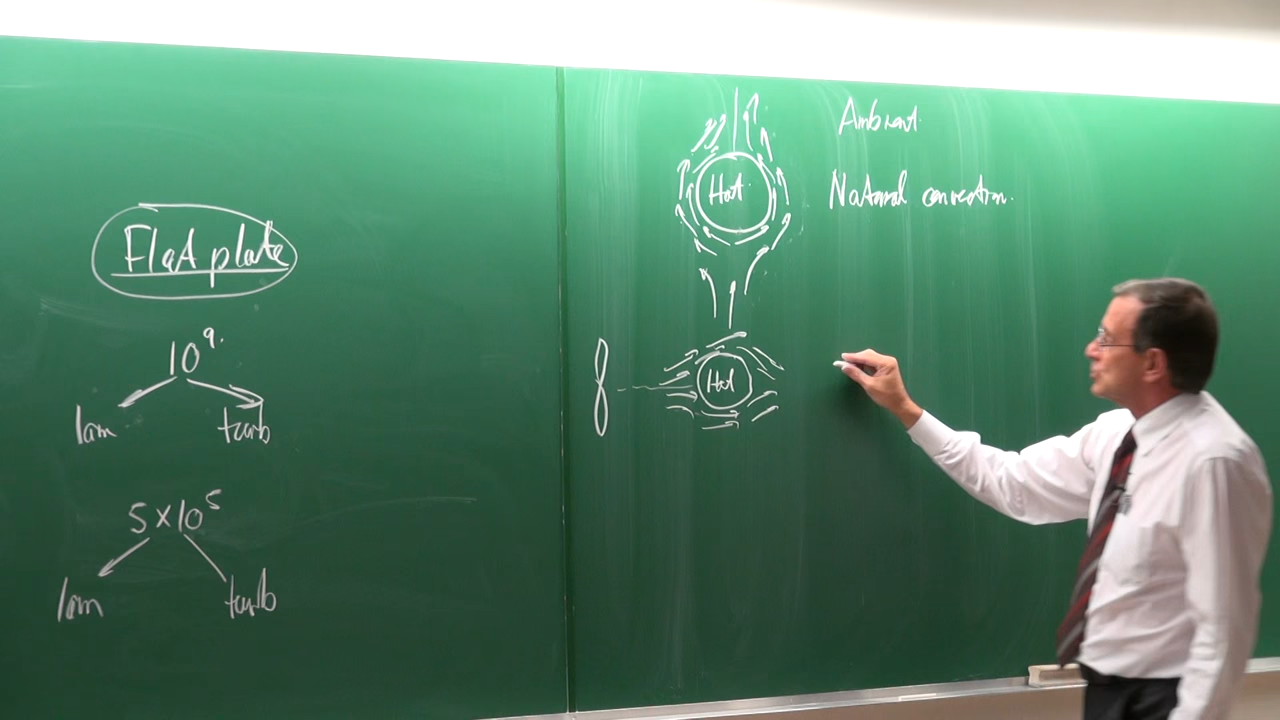 Flat plate
10⁹.
lam turb
5 x 10⁵
lam turb
Hot
Ambient.
Natural convection.
Hot